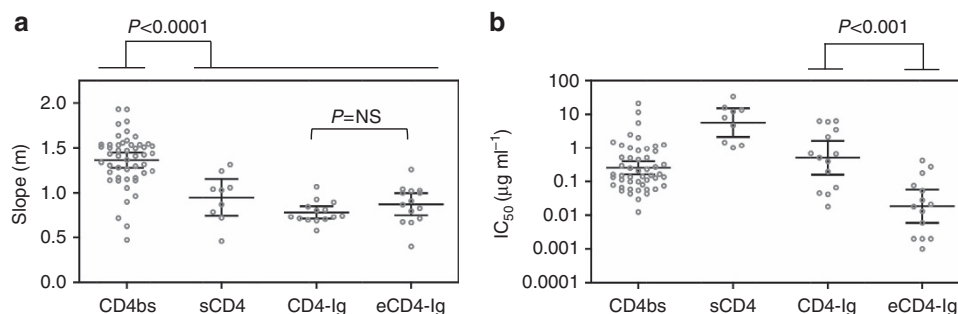 a
P<0.0001
Slope (m)
2.0
1.5
1.0
0.5
0.0
P=NS
CD4bs sCD4 CD4-Ig eCD4-Ig
b
P<0.001
IC50 (µg ml−1)
100
10
1
0.1
0.01
0.001
0.0001
CD4bs sCD4 CD4-Ig eCD4-Ig